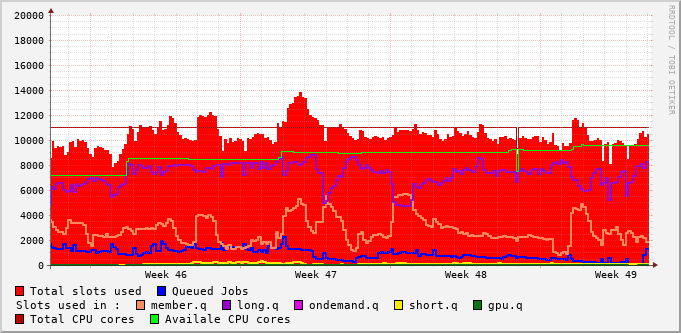 20000
18000
16000
14000
12000
10000
8000
6000
4000
2000
0
Week 46 Week 47 Week 48 Week 49
RRDTOOL / TOBI OETIKER
Total slots used Queued Jobs
Slots used in : member.q long.q ondemand.q short.q gpu.q
Total CPU cores Availale CPU cores